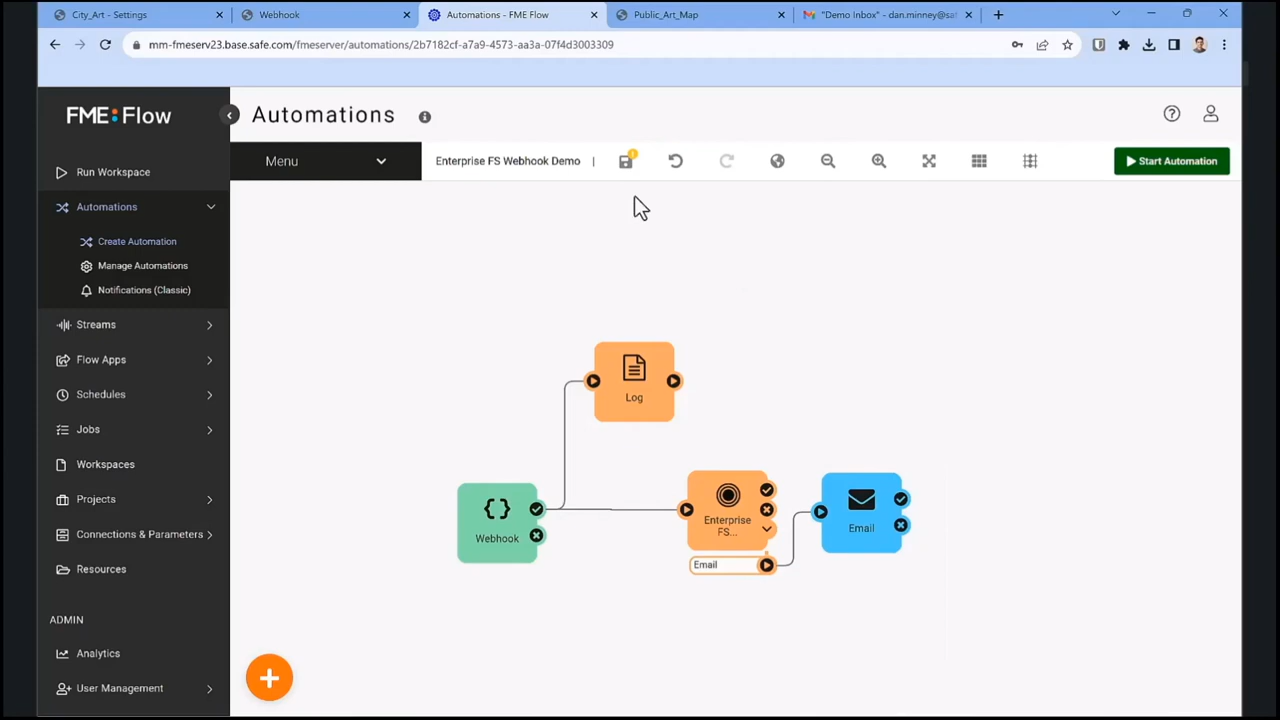 City_Art - Settings
Webhook
Automations - FME Flow
Public_Art_Map
"Demo Inbox" - dan.minney@saf
mm-fmeserv23.base.safe.com/fmeserver/automations/2b7182cf-a7a9-4573-aa3a-07f4d3003309
FME:Flow
Automations
Menu
Enterprise FS Webhook Demo
Start Automation
Run Workspace
Automations
Create Automation
Manage Automations
Notifications (Classic)
Streams
Flow Apps
Schedules
Jobs
Workspaces
Projects
Connections & Parameters
Resources
ADMIN
Analytics
User Management
Log
Webhook
Enterprise
FS...
Email
Email